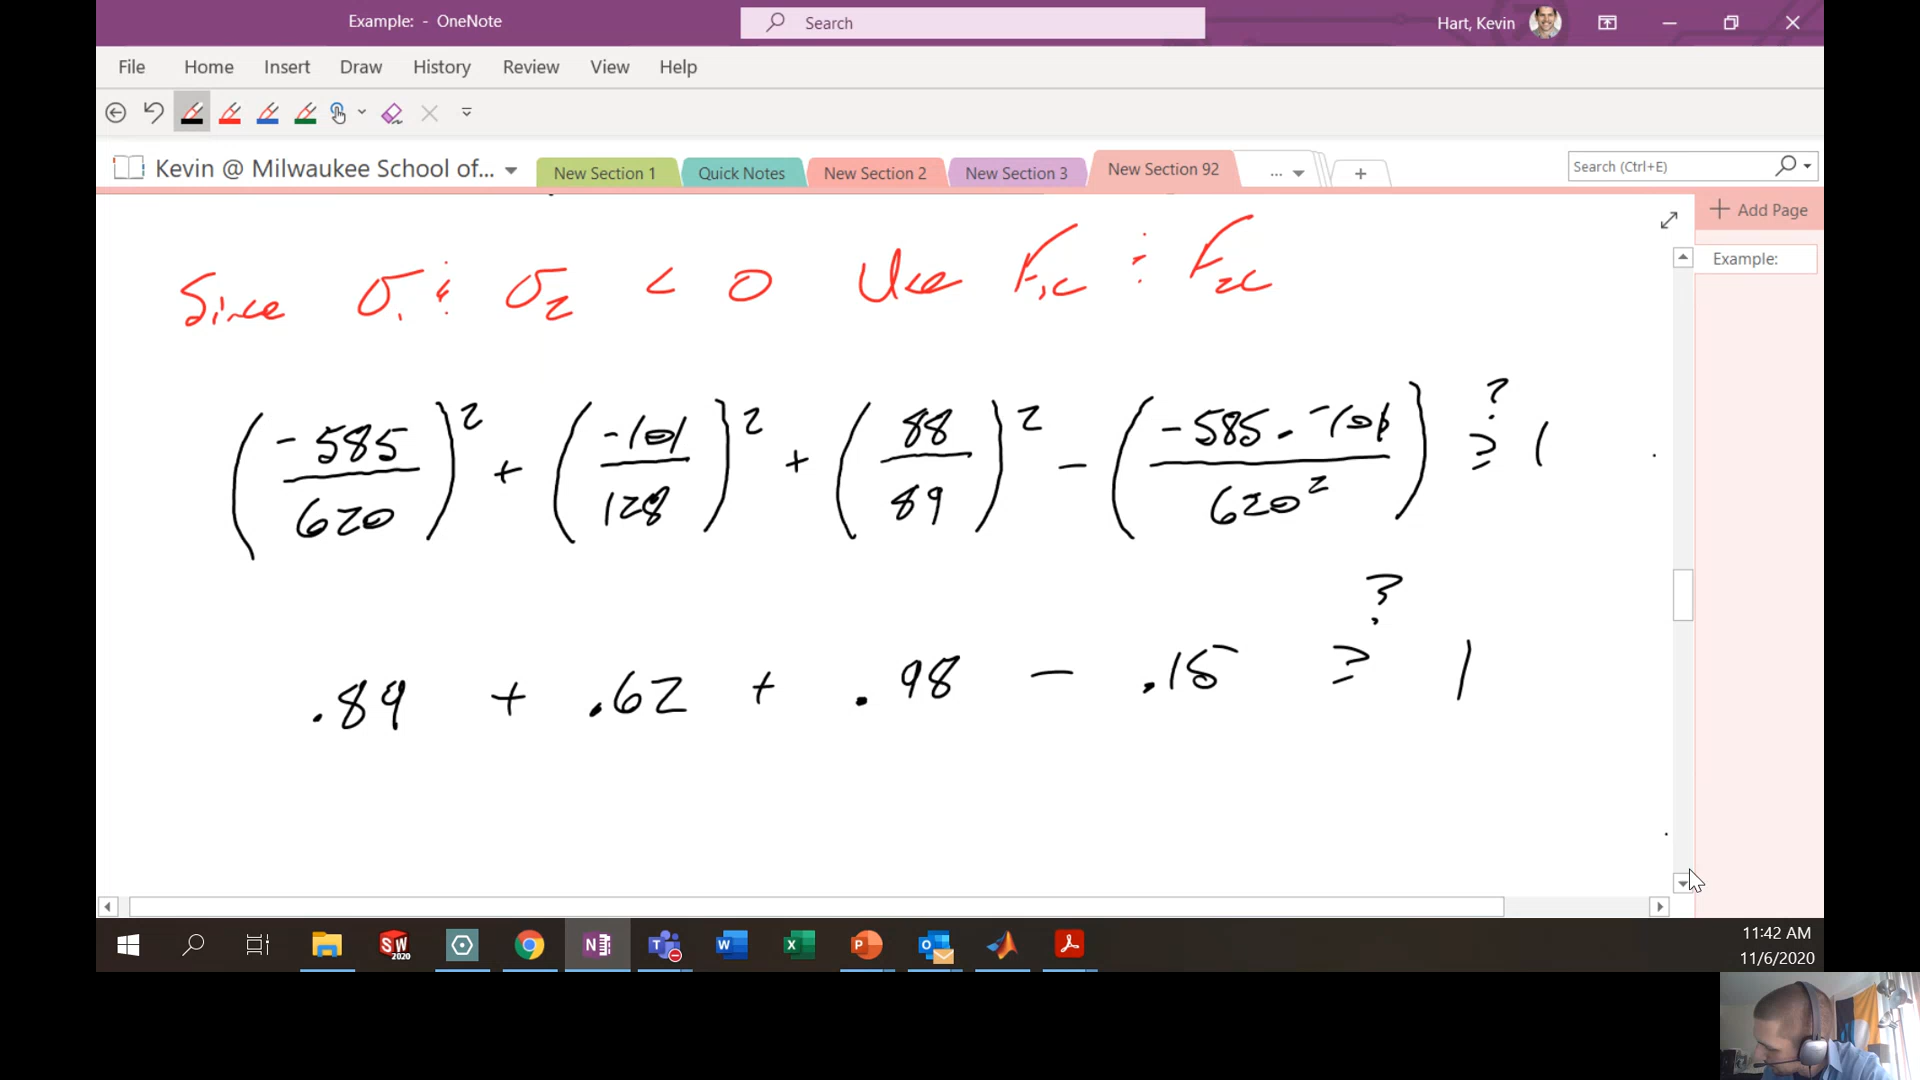 Example: - OneNote
Search
Hart, Kevin
File Home Insert Draw History Review View Help
Kevin @ Milwaukee School of...
New Section 1 Quick Notes New Section 2 New Section 3 New Section 92 ...
Search (Ctrl+E)
Add Page
Example:
Since σ₁ & σ₂ < 0 Use F₁c & F₂c
(-585/620)² + (-101/128)² + (88/89)² - (-585 · -101/620²) ≥? 1
.89 + .62 + .98 - .15 ≥? 1
SW
2020
11:42 AM
11/6/2020